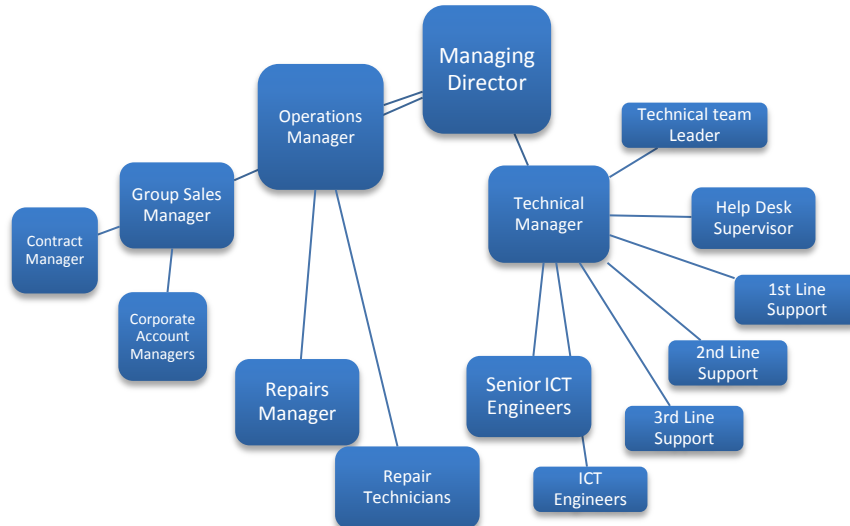 Managing
Director
Operations
Manager
Technical team
Leader
Group Sales
Manager
Technical
Manager
Help Desk
Supervisor
Contract
Manager
1st Line
Support
Corporate
Account
Managers
2nd Line
Support
Repairs
Manager
Senior ICT
Engineers
3rd Line
Support
Repair
Technicians
ICT
Engineers